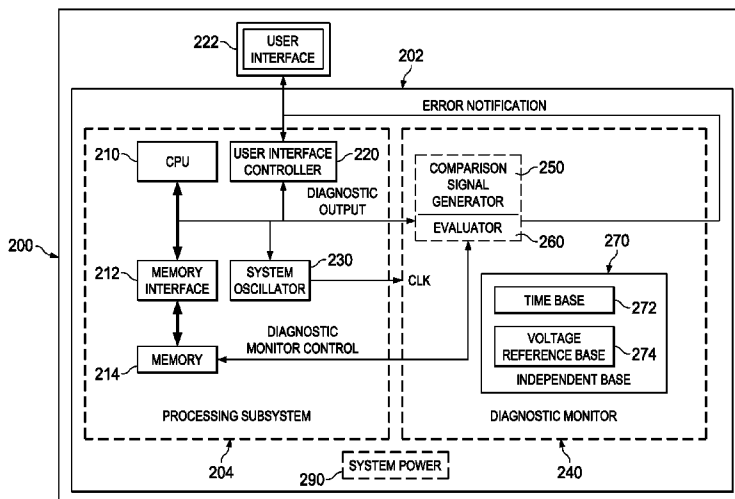 222
USER
INTERFACE
202
ERROR NOTIFICATION
210
CPU
USER INTERFACE
CONTROLLER
220
COMPARISON
SIGNAL
GENERATOR
250
DIAGNOSTIC
OUTPUT
EVALUATOR
260
200
230
270
212
MEMORY
INTERFACE
SYSTEM
OSCILLATOR
CLK
TIME BASE
272
DIAGNOSTIC
MONITOR CONTROL
VOLTAGE
REFERENCE BASE
274
214
MEMORY
INDEPENDENT BASE
PROCESSING SUBSYSTEM
DIAGNOSTIC MONITOR
204
SYSTEM POWER
290
240